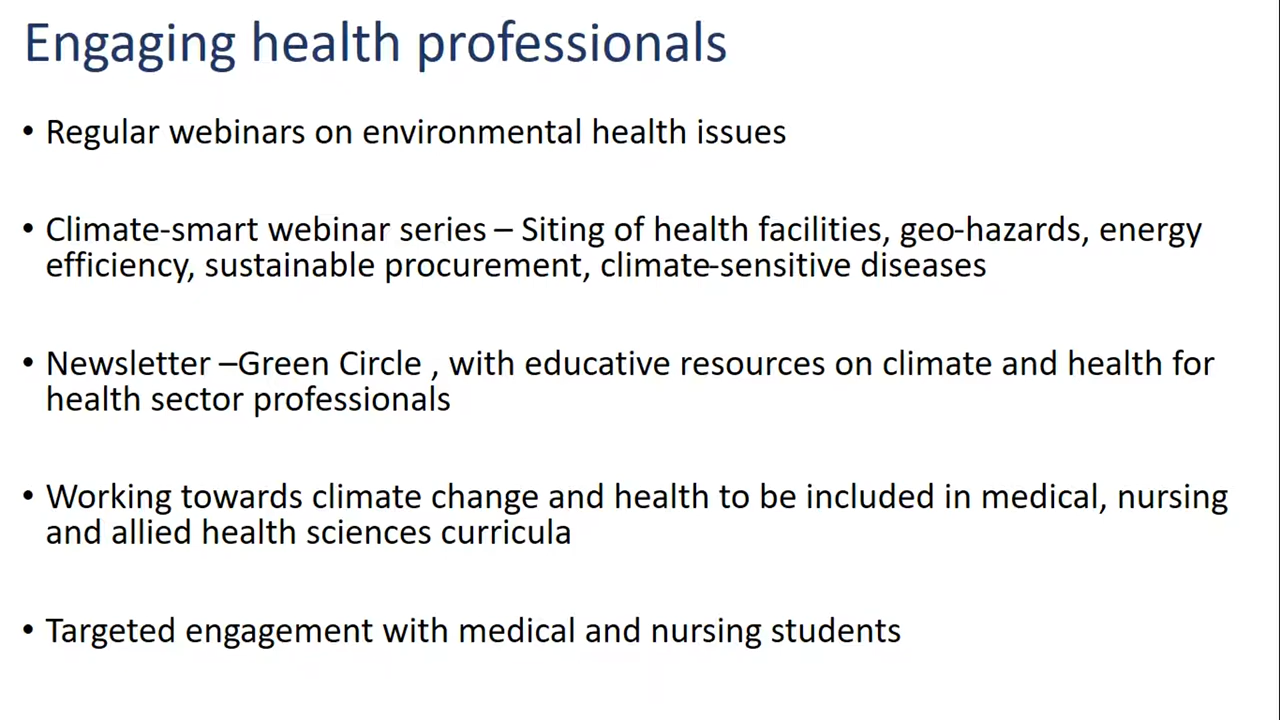 Engaging health professionals
• Regular webinars on environmental health issues
• Climate-smart webinar series – Siting of health facilities, geo-hazards, energy
efficiency, sustainable procurement, climate-sensitive diseases
• Newsletter –Green Circle , with educative resources on climate and health for
health sector professionals
• Working towards climate change and health to be included in medical, nursing
and allied health sciences curricula
• Targeted engagement with medical and nursing students